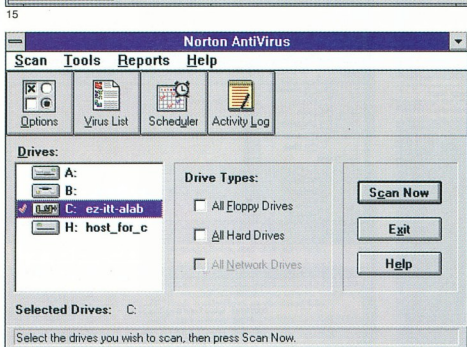 15
Norton AntiVirus
Scan Tools Reports Help
Options Virus List Scheduler Activity Log
Drives:
A:
B:
C: ez-itt-alab
H: host_for_c
Drive Types:
All Floppy Drives
All Hard Drives
All Network Drives
Scan Now
Exit
Help
Selected Drives: C:
Select the drives you wish to scan, then press Scan Now.